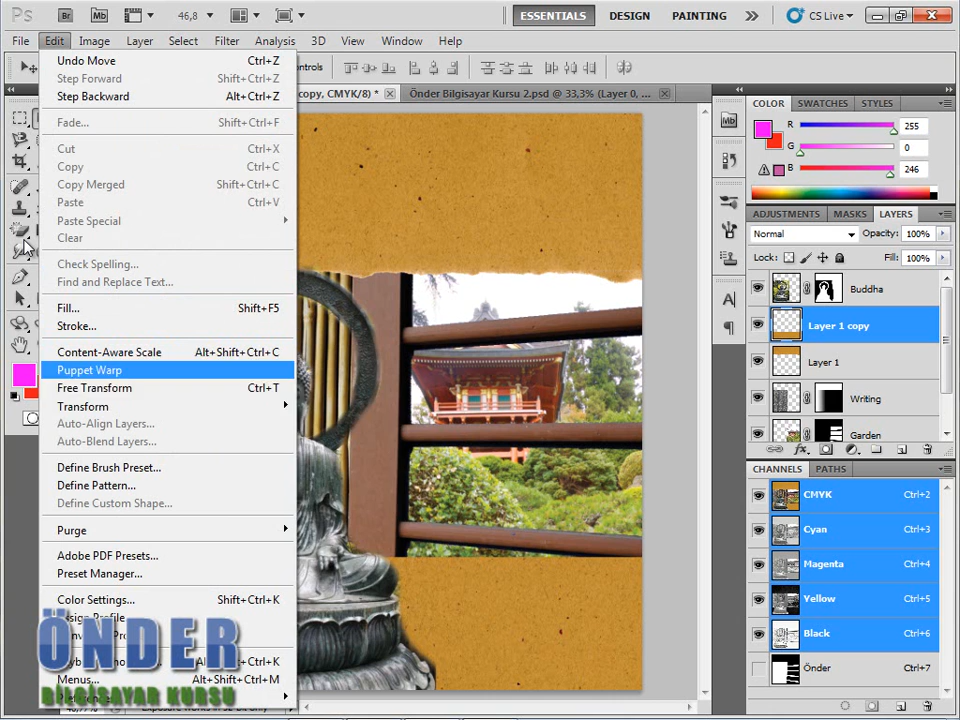 Ps Br Mb 46,8 ESSENTIALS DESIGN PAINTING CS Live
File Edit Image Layer Select Filter Analysis 3D View Window Help
ntrols
copy, CMYK/8) * Önder Bilgisayar Kursu 2.psd @ 33,3% (Layer 0, ...
Undo Move Ctrl+Z
Step Forward Shift+Ctrl+Z
Step Backward Alt+Ctrl+Z
Fade... Shift+Ctrl+F
Cut Ctrl+X
Copy Ctrl+C
Copy Merged Shift+Ctrl+C
Paste Ctrl+V
Paste Special
Clear
Check Spelling...
Find and Replace Text...
Fill... Shift+F5
Stroke...
Content-Aware Scale Alt+Shift+Ctrl+C
Puppet Warp
Free Transform Ctrl+T
Transform
Auto-Align Layers...
Auto-Blend Layers...
Define Brush Preset...
Define Pattern...
Define Custom Shape...
Purge
Adobe PDF Presets...
Preset Manager...
Color Settings... Shift+Ctrl+K
Menus... Alt+Shift+Ctrl+M
ÖNDER
BİLGİSAYAR KURSU
Mb
A
COLOR SWATCHES STYLES
R 255
G 0
B 246
ADJUSTMENTS MASKS LAYERS
Normal Opacity: 100%
Lock: Fill: 100%
Buddha
Layer 1 copy
Layer 1
Writing
Garden
CHANNELS PATHS
CMYK Ctrl+2
Cyan Ctrl+3
Magenta Ctrl+4
Yellow Ctrl+5
Black Ctrl+6
Önder Ctrl+7